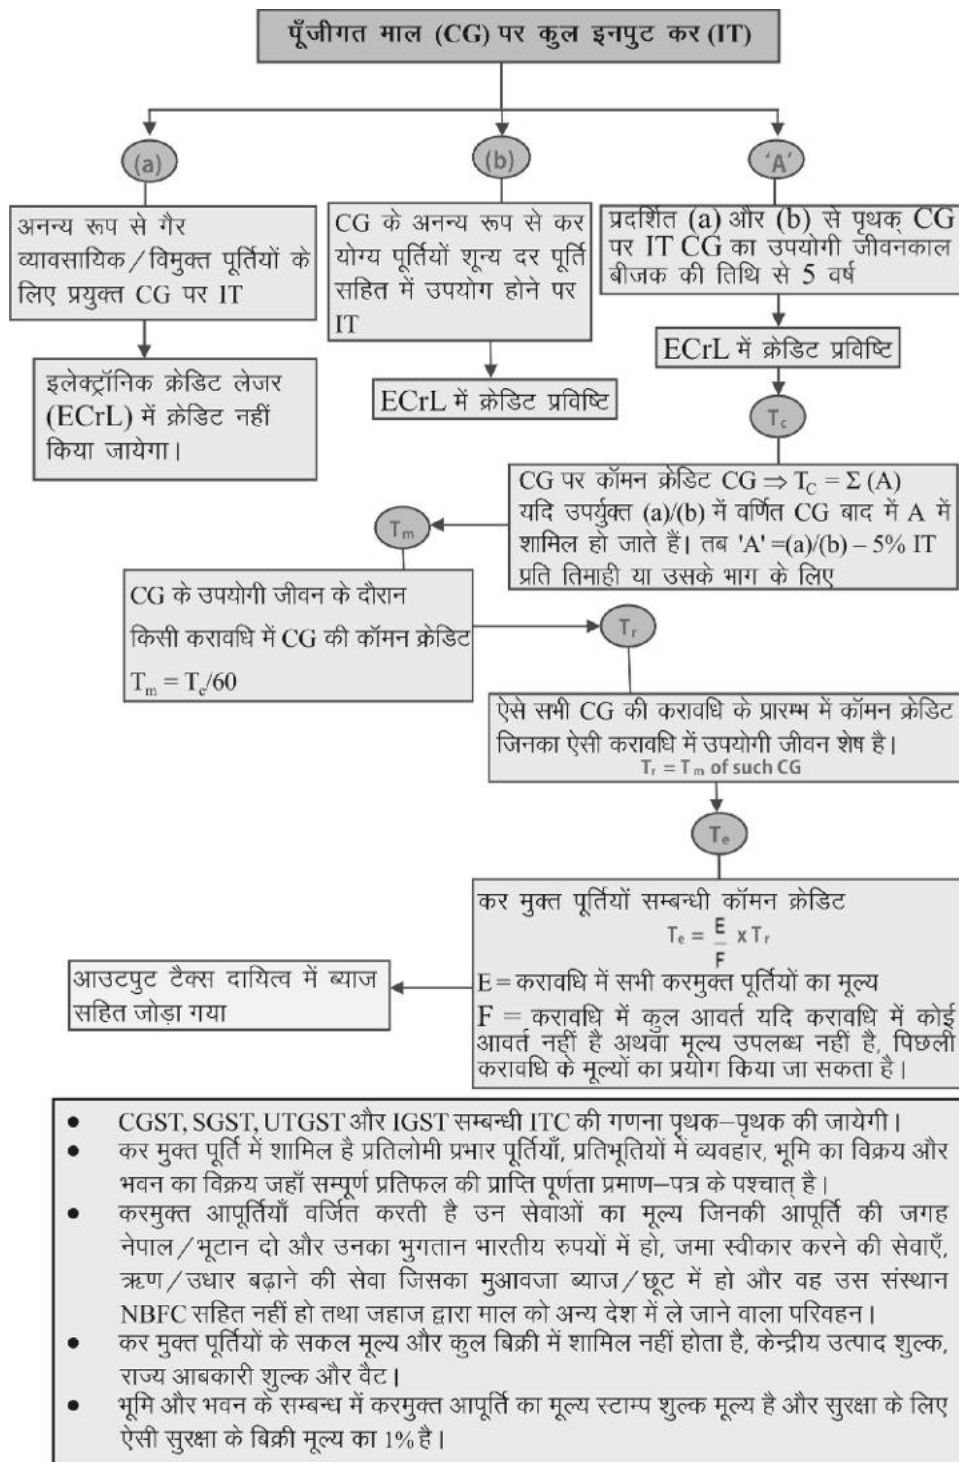 पूँजीगत माल (CG) पर कुल इनपुट कर (IT)
(a)
(b)
'A'
अनन्य रूप से गैर
व्यावसायिक/विमुक्त पूर्तियों के
लिए प्रयुक्त CG पर IT
CG के अनन्य रूप से कर
योग्य पूर्तियों शून्य दर पूर्ति
सहित में उपयोग होने पर
IT
प्रदर्शित (a) और (b) से पृथक् CG
पर IT CG का उपयोगी जीवनकाल
बीजक की तिथि से 5 वर्ष
इलेक्ट्रॉनिक क्रेडिट लेजर
(ECrL) में क्रेडिट नहीं
किया जायेगा।
ECrL में क्रेडिट प्रविष्टि
ECrL में क्रेडिट प्रविष्टि
Tc
CG पर कॉमन क्रेडिट CG ⇒ TC = Σ (A)
यदि उपर्युक्त (a)/(b) में वर्णित CG बाद में A में
शामिल हो जाते हैं। तब 'A' =(a)/(b) – 5% IT
प्रति तिमाही या उसके भाग के लिए
Tm
CG के उपयोगी जीवन के दौरान
किसी करावधि में CG की कॉमन क्रेडिट
Tm = Tc/60
Tr
ऐसे सभी CG की करावधि के प्रारम्भ में कॉमन क्रेडिट
जिनका ऐसी करावधि में उपयोगी जीवन शेष है।
Tr = Tm of such CG
Te
कर मुक्त पूर्तियों सम्बन्धी कॉमन क्रेडिट
Te = E/F x Tr
E = करावधि में सभी करमुक्त पूर्तियों का मूल्य
F = करावधि में कुल आवर्त यदि करावधि में कोई
आवर्त नहीं है अथवा मूल्य उपलब्ध नहीं है, पिछली
करावधि के मूल्यों का प्रयोग किया जा सकता है।
आउटपुट टैक्स दायित्व में ब्याज
सहित जोड़ा गया
• CGST, SGST, UTGST और IGST सम्बन्धी ITC की गणना पृथक–पृथक की जायेगी।
• कर मुक्त पूर्ति में शामिल है प्रतिलोमी प्रभार पूर्तियाँ, प्रतिभूतियों में व्यवहार, भूमि का विक्रय और
भवन का विक्रय जहाँ सम्पूर्ण प्रतिफल की प्राप्ति पूर्णता प्रमाण–पत्र के पश्चात् है।
• करमुक्त आपूर्तियाँ वर्जित करती है उन सेवाओं का मूल्य जिनकी आपूर्ति की जगह
नेपाल/भूटान दो और उनका भुगतान भारतीय रुपयों में हो, जमा स्वीकार करने की सेवाएँ,
ऋण/उधार बढ़ाने की सेवा जिसका मुआवजा ब्याज/छूट में हो और वह उस संस्थान
NBFC सहित नहीं हो तथा जहाज द्वारा माल को अन्य देश में ले जाने वाला परिवहन।
• कर मुक्त पूर्तियों के सकल मूल्य और कुल बिक्री में शामिल नहीं होता है, केन्द्रीय उत्पाद शुल्क,
राज्य आबकारी शुल्क और वैट।
• भूमि और भवन के सम्बन्ध में करमुक्त आपूर्ति का मूल्य स्टाम्प शुल्क मूल्य है और सुरक्षा के लिए
ऐसी सुरक्षा के बिक्री मूल्य का 1% है।